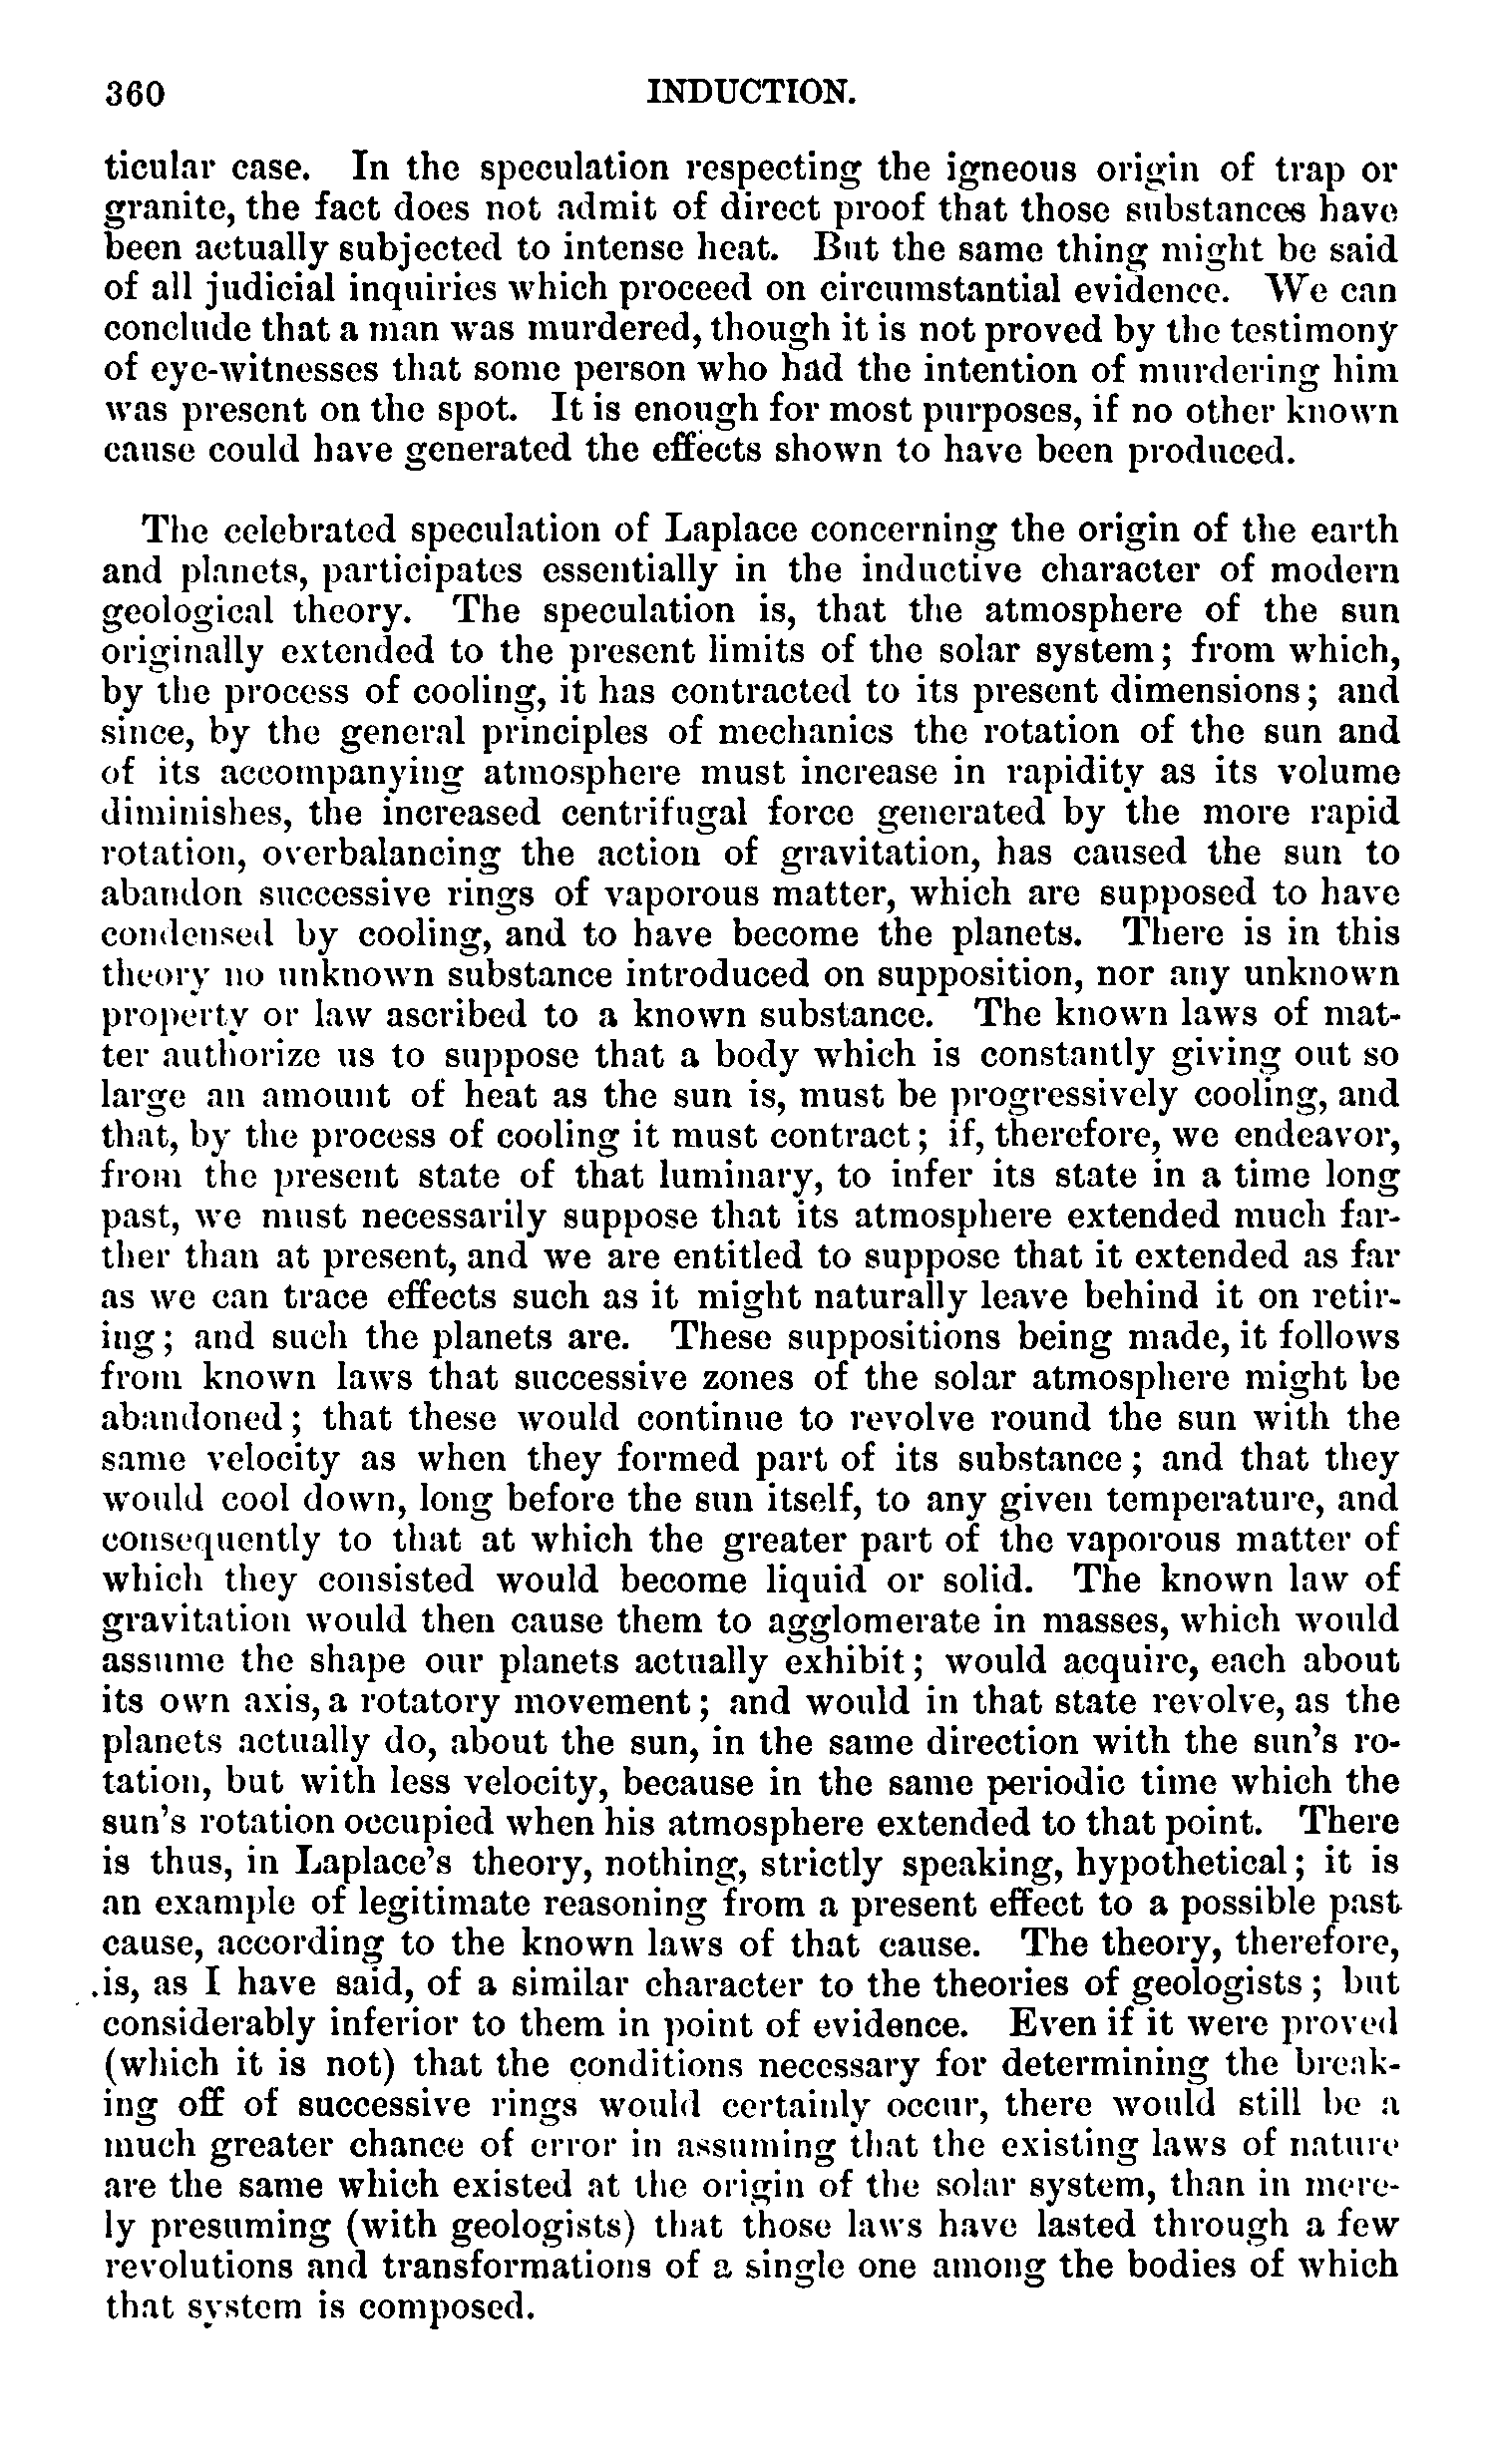 360 INDUCTION.
ticular case. In the speculation respecting the igneous origin of trap or
granite, the fact does not admit of direct proof that those substances have
been actually subjected to intense heat. But the same thing might be said
of all judicial inquiries which proceed on circumstantial evidence. We can
conclude that a man was murdered, though it is not proved by the testimony
of eye-witnesses that some person who had the intention of murdering him
was present on the spot. It is enough for most purposes, if no other known
cause could have generated the effects shown to have been produced.
The celebrated speculation of Laplace concerning the origin of the earth
and planets, participates essentially in the inductive character of modern
geological theory. The speculation is, that the atmosphere of the sun
originally extended to the present limits of the solar system; from which,
by the process of cooling, it has contracted to its present dimensions; and
since, by the general principles of mechanics the rotation of the sun and
of its accompanying atmosphere must increase in rapidity as its volume
diminishes, the increased centrifugal force generated by the more rapid
rotation, overbalancing the action of gravitation, has caused the sun to
abandon successive rings of vaporous matter, which are supposed to have
condensed by cooling, and to have become the planets. There is in this
theory no unknown substance introduced on supposition, nor any unknown
property or law ascribed to a known substance. The known laws of mat-
ter authorize us to suppose that a body which is constantly giving out so
large an amount of heat as the sun is, must be progressively cooling, and
that, by the process of cooling it must contract; if, therefore, we endeavor,
from the present state of that luminary, to infer its state in a time long
past, we must necessarily suppose that its atmosphere extended much far-
ther than at present, and we are entitled to suppose that it extended as far
as we can trace effects such as it might naturally leave behind it on retir-
ing; and such the planets are. These suppositions being made, it follows
from known laws that successive zones of the solar atmosphere might be
abandoned; that these would continue to revolve round the sun with the
same velocity as when they formed part of its substance; and that they
would cool down, long before the sun itself, to any given temperature, and
consequently to that at which the greater part of the vaporous matter of
which they consisted would become liquid or solid. The known law of
gravitation would then cause them to agglomerate in masses, which would
assume the shape our planets actually exhibit; would acquire, each about
its own axis, a rotatory movement; and would in that state revolve, as the
planets actually do, about the sun, in the same direction with the sun's ro-
tation, but with less velocity, because in the same periodic time which the
sun's rotation occupied when his atmosphere extended to that point. There
is thus, in Laplace's theory, nothing, strictly speaking, hypothetical; it is
an example of legitimate reasoning from a present effect to a possible past
cause, according to the known laws of that cause. The theory, therefore,
is, as I have said, of a similar character to the theories of geologists; but
considerably inferior to them in point of evidence. Even if it were proved
(which it is not) that the conditions necessary for determining the break-
ing off of successive rings would certainly occur, there would still be a
much greater chance of error in assuming that the existing laws of nature
are the same which existed at the origin of the solar system, than in mere-
ly presuming (with geologists) that those laws have lasted through a few
revolutions and transformations of a single one among the bodies of which
that system is composed.